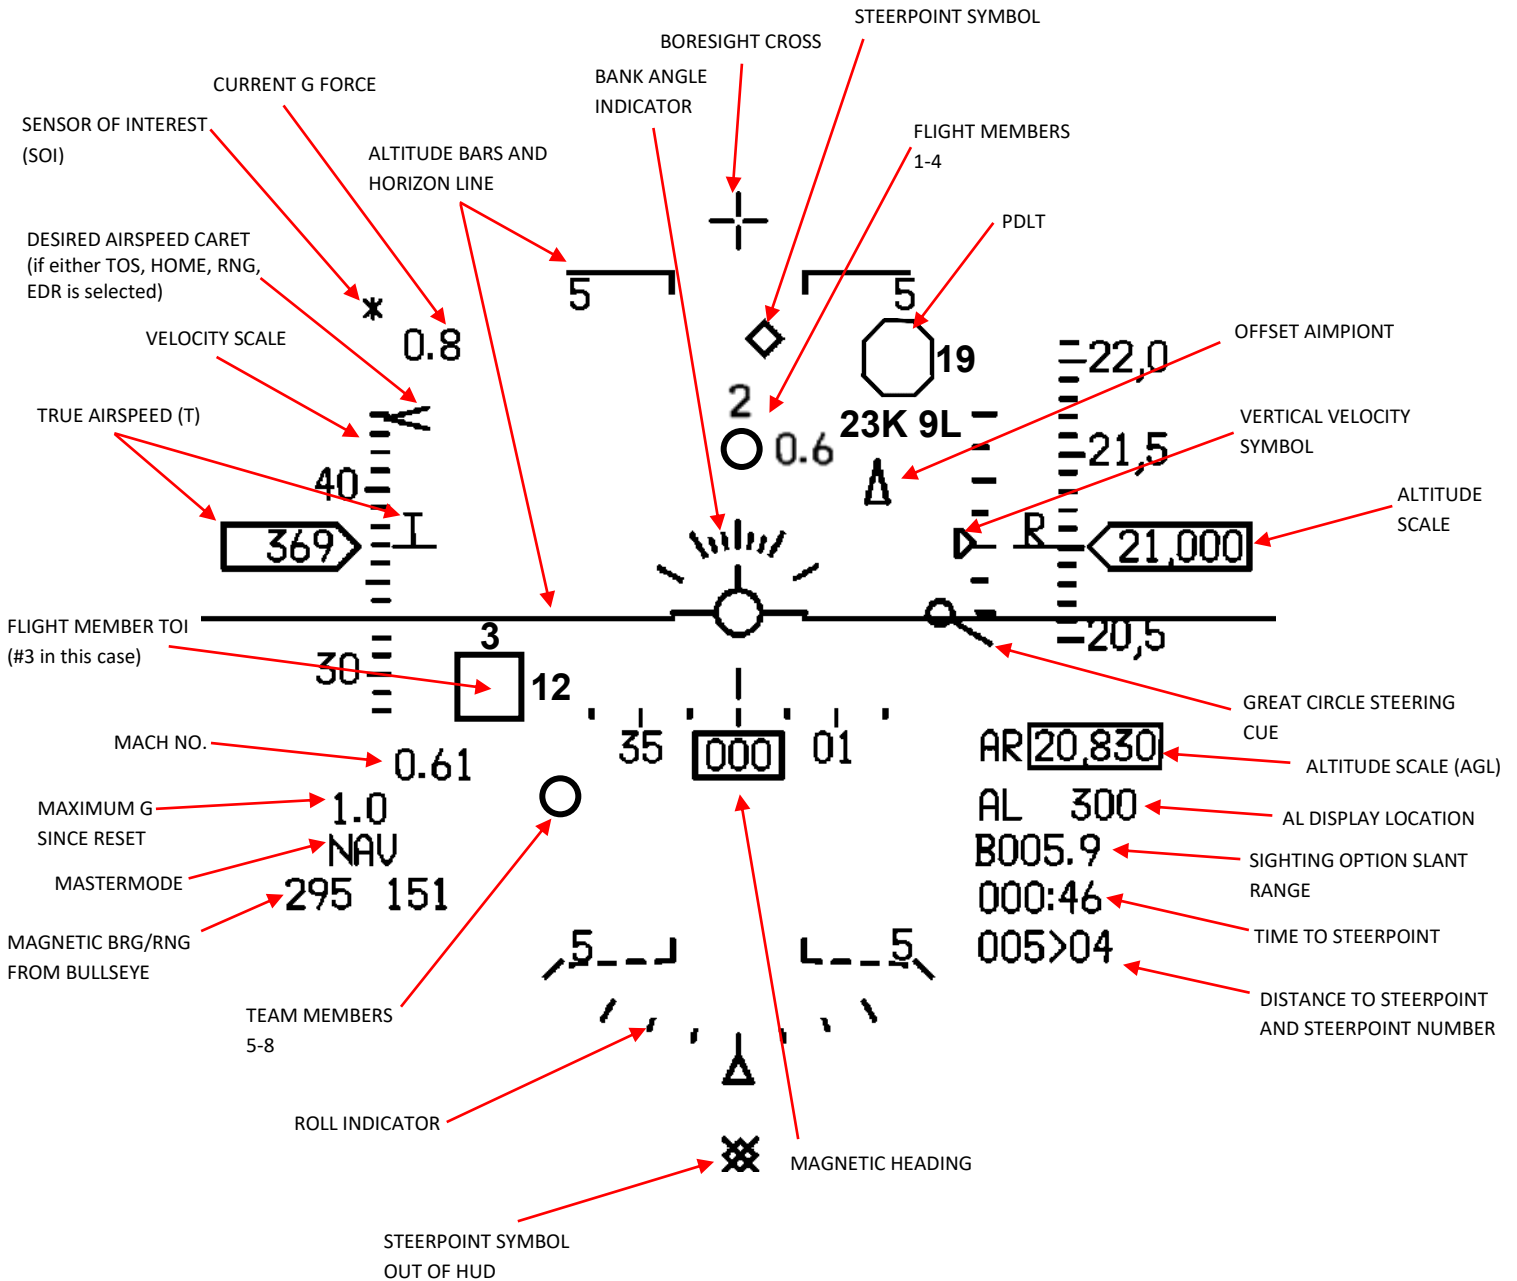 STEERPOINT SYMBOL
BORESIGHT CROSS
BANK ANGLE
INDICATOR
CURRENT G FORCE
SENSOR OF INTEREST
(SOI)
FLIGHT MEMBERS
1-4
ALTITUDE BARS AND
HORIZON LINE
PDLT
DESIRED AIRSPEED CARET
(if either TOS, HOME, RNG,
EDR is selected)
5
5
0.8
VELOCITY SCALE
OFFSET AIMPIONT
19
22,0
2
TRUE AIRSPEED (T)
23K 9L
0.6
VERTICAL VELOCITY
SYMBOL
21,5
40
ALTITUDE
SCALE
T
R
369
21,000
FLIGHT MEMBER TOI
(#3 in this case)
3
20,5
30
12
GREAT CIRCLE STEERING
CUE
35
000
01
AR 20,830
MACH NO.
0.61
ALTITUDE SCALE (AGL)
MAXIMUM G
SINCE RESET
1.0
AL 300
AL DISPLAY LOCATION
NAV
B005.9
SIGHTING OPTION SLANT
RANGE
MASTERMODE
295 151
000:46
TIME TO STEERPOINT
MAGNETIC BRG/RNG
FROM BULLSEYE
5
5
005>04
DISTANCE TO STEERPOINT
AND STEERPOINT NUMBER
TEAM MEMBERS
5-8
ROLL INDICATOR
MAGNETIC HEADING
STEERPOINT SYMBOL
OUT OF HUD